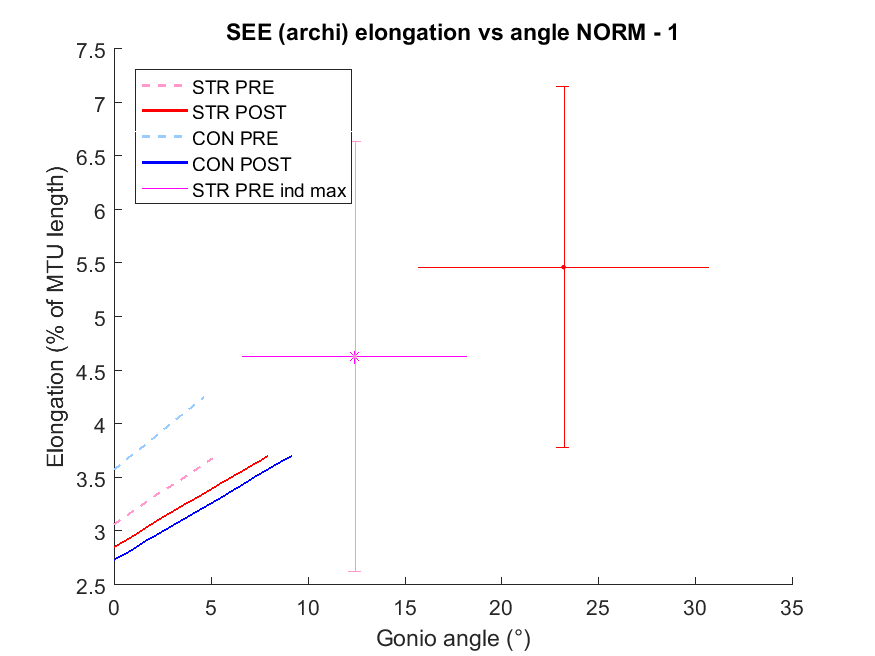 SEE (archi) elongation vs angle NORM - 1
7.5
7
6.5
6
5.5
5
4.5
4
3.5
3
2.5
Elongation (% of MTU length)
STR PRE
STR POST
CON PRE
CON POST
STR PRE ind max
0 5 10 15 20 25 30 35
Gonio angle (°)